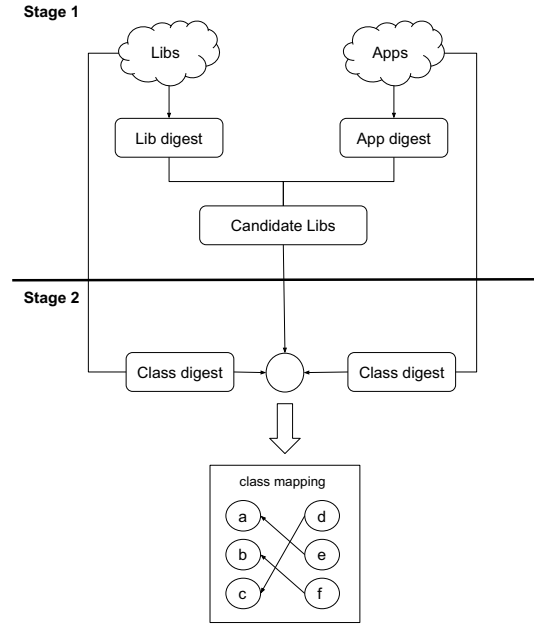 Stage 1
Libs
Apps
Lib digest
App digest
Candidate Libs
Stage 2
Class digest
Class digest
class mapping
a
d
b
e
c
f